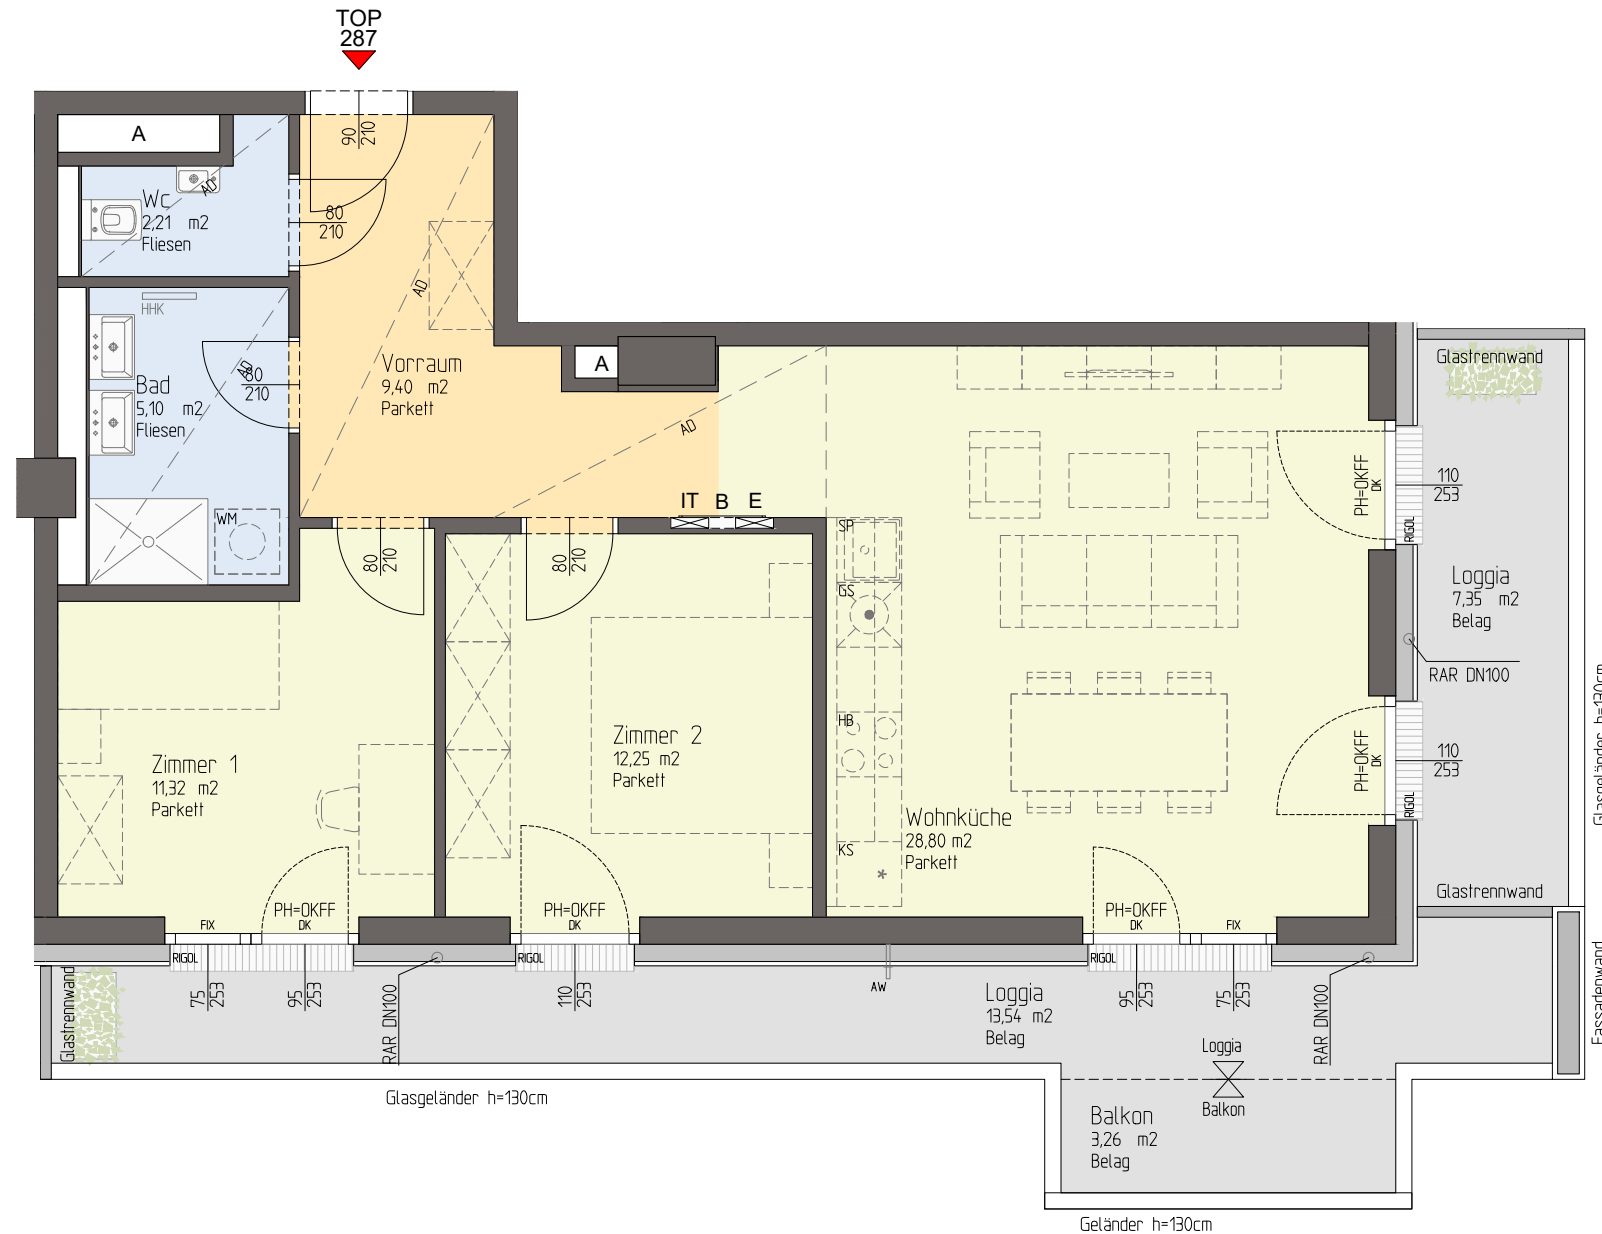 TOP
287
90
210
A
Wc
2,21 m2
Fliesen
AD
80
210
HHK
AD
Bad
5,10 m2
Fliesen
AD
80
210
WM
Vorraum
9,40 m2
Parkett
A
AD
IT B E
80
210
80
210
Zimmer 1
11,32 m2
Parkett
Zimmer 2
12,25 m2
Parkett
SP
GS
HB
KS
*
Wohnküche
28,80 m2
Parkett
PH=OKFF
DK
RIGOL
110
253
PH=OKFF
DK
RIGOL
110
253
Glastrennwand
Loggia
7,35 m2
Belag
RAR DN100
Glastrennwand
Glasgeländer h=130cm
Fassadenwand
FIX
PH=OKFF
DK
RIGOL
75
253
95
253
PH=OKFF
DK
RIGOL
110
253
PH=OKFF
DK
FIX
RIGOL
95
253
75
253
Glastrennwand
RAR DN100
AW
Loggia
13,54 m2
Belag
RAR DN100
Loggia
Balkon
Balkon
3,26 m2
Belag
Glasgeländer h=130cm
Geländer h=130cm